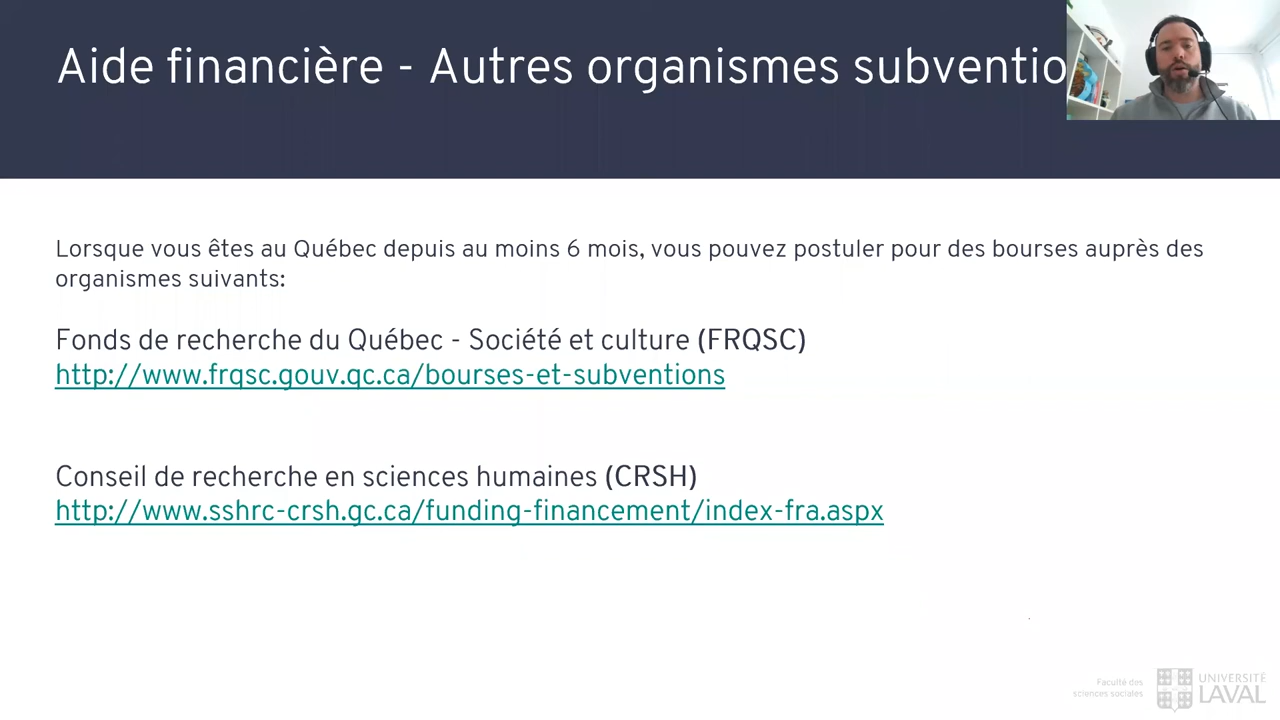 Aide financière - Autres organismes subventio
Lorsque vous êtes au Québec depuis au moins 6 mois, vous pouvez postuler pour des bourses auprès des
organismes suivants:
Fonds de recherche du Québec - Société et culture (FRQSC)
http://www.frqsc.gouv.qc.ca/bourses-et-subventions
Conseil de recherche en sciences humaines (CRSH)
http://www.sshrc-crsh.gc.ca/funding-financement/index-fra.aspx
Faculté des
sciences sociales
UNIVERSITÉ
LAVAL